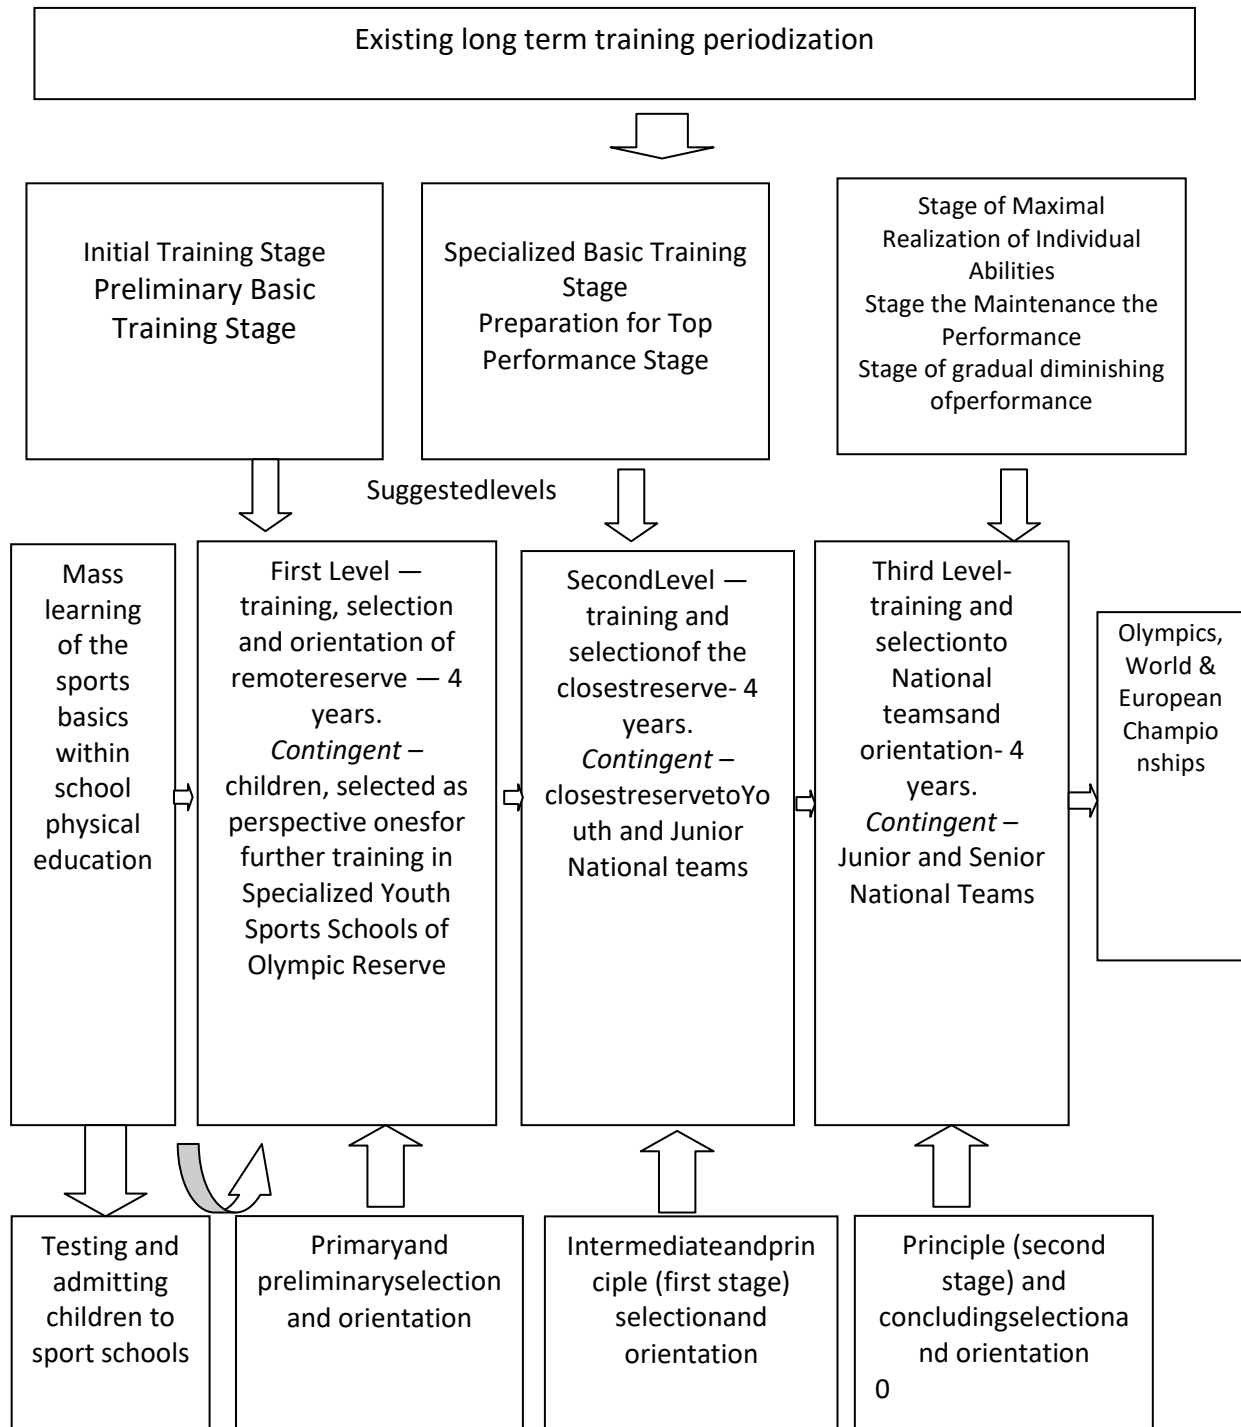 Existing long term training periodization
Initial Training Stage
Preliminary Basic
Training Stage
Specialized Basic Training
Stage
Preparation for Top
Performance Stage
Stage of Maximal
Realization of Individual
Abilities
Stage the Maintenance the
Performance
Stage of gradual diminishing
ofperformance
Suggestedlevels
Mass
learning
of the
sports
basics
within
school
physical
education
First Level —
training, selection
and orientation of
remotereserve — 4
years.
Contingent –
children, selected as
perspective onesfor
further training in
Specialized Youth
Sports Schools of
Olympic Reserve
SecondLevel —
training and
selectionof the
closestreserve- 4
years.
Contingent –
closestreservetoYo
uth and Junior
National teams
Third Level-
training and
selectionto
National
teamsand
orientation- 4
years.
Contingent –
Junior and Senior
National Teams
Olympics,
World &
European
Champio
nships
Testing and
admitting
children to
sport schools
Primaryand
preliminaryselection
and orientation
Intermediateandprin
ciple (first stage)
selectionand
orientation
Principle (second
stage) and
concludingselectiona
nd orientation
0